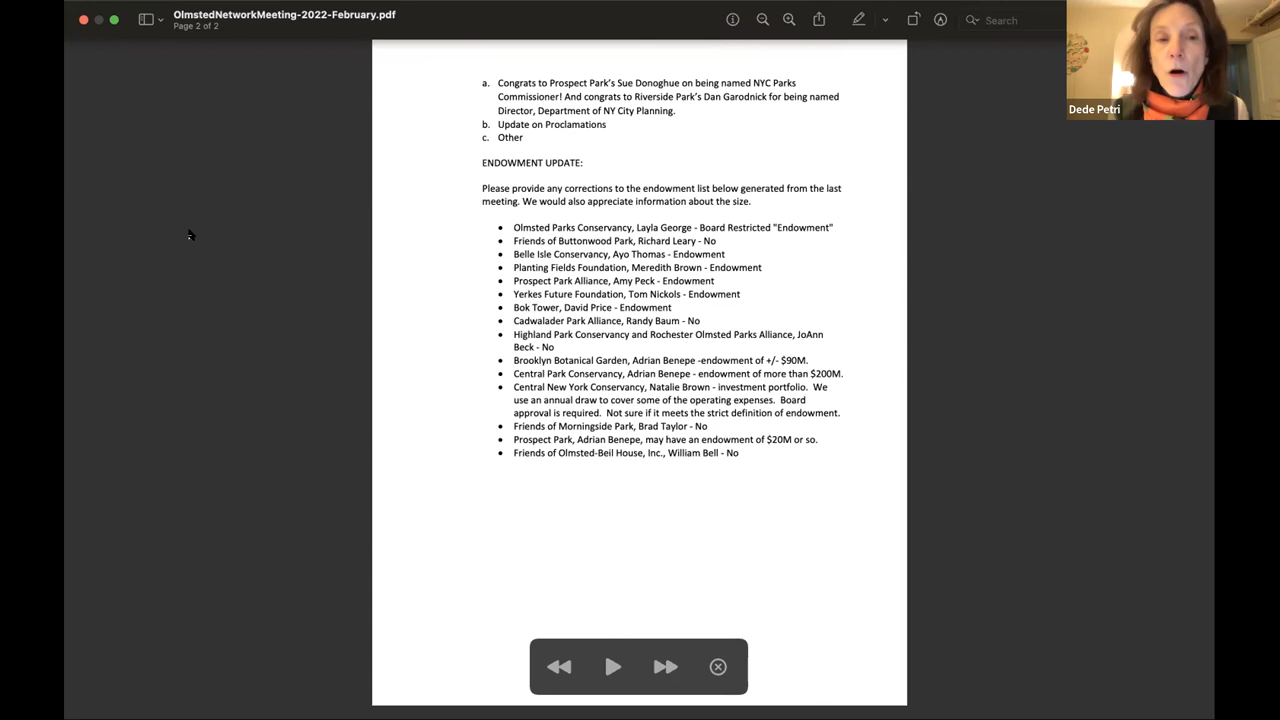 OlmstedNetworkMeeting-2022-February.pdf
Page 2 of 2
Search
Dede Petri
a. Congrats to Prospect Park's Sue Donoghue on being named NYC Parks
Commissioner! And congrats to Riverside Park's Dan Garodnick for being named
Director, Department of NY City Planning.
b. Update on Proclamations
c. Other
ENDOWMENT UPDATE:
Please provide any corrections to the endowment list below generated from the last
meeting. We would also appreciate information about the size.
• Olmsted Parks Conservancy, Layla George - Board Restricted "Endowment"
• Friends of Buttonwood Park, Richard Leary - No
• Belle Isle Conservancy, Ayo Thomas - Endowment
• Planting Fields Foundation, Meredith Brown - Endowment
• Prospect Park Alliance, Amy Peck - Endowment
• Yerkes Future Foundation, Tom Nickols - Endowment
• Bok Tower, David Price - Endowment
• Cadwalader Park Alliance, Randy Baum - No
• Highland Park Conservancy and Rochester Olmsted Parks Alliance, JoAnn
Beck - No
• Brooklyn Botanical Garden, Adrian Benepe -endowment of +/- $90M.
• Central Park Conservancy, Adrian Benepe - endowment of more than $200M.
• Central New York Conservancy, Natalie Brown - investment portfolio. We
use an annual draw to cover some of the operating expenses. Board
approval is required. Not sure if it meets the strict definition of endowment.
• Friends of Morningside Park, Brad Taylor - No
• Prospect Park, Adrian Benepe, may have an endowment of $20M or so.
• Friends of Olmsted-Beil House, Inc., William Bell - No